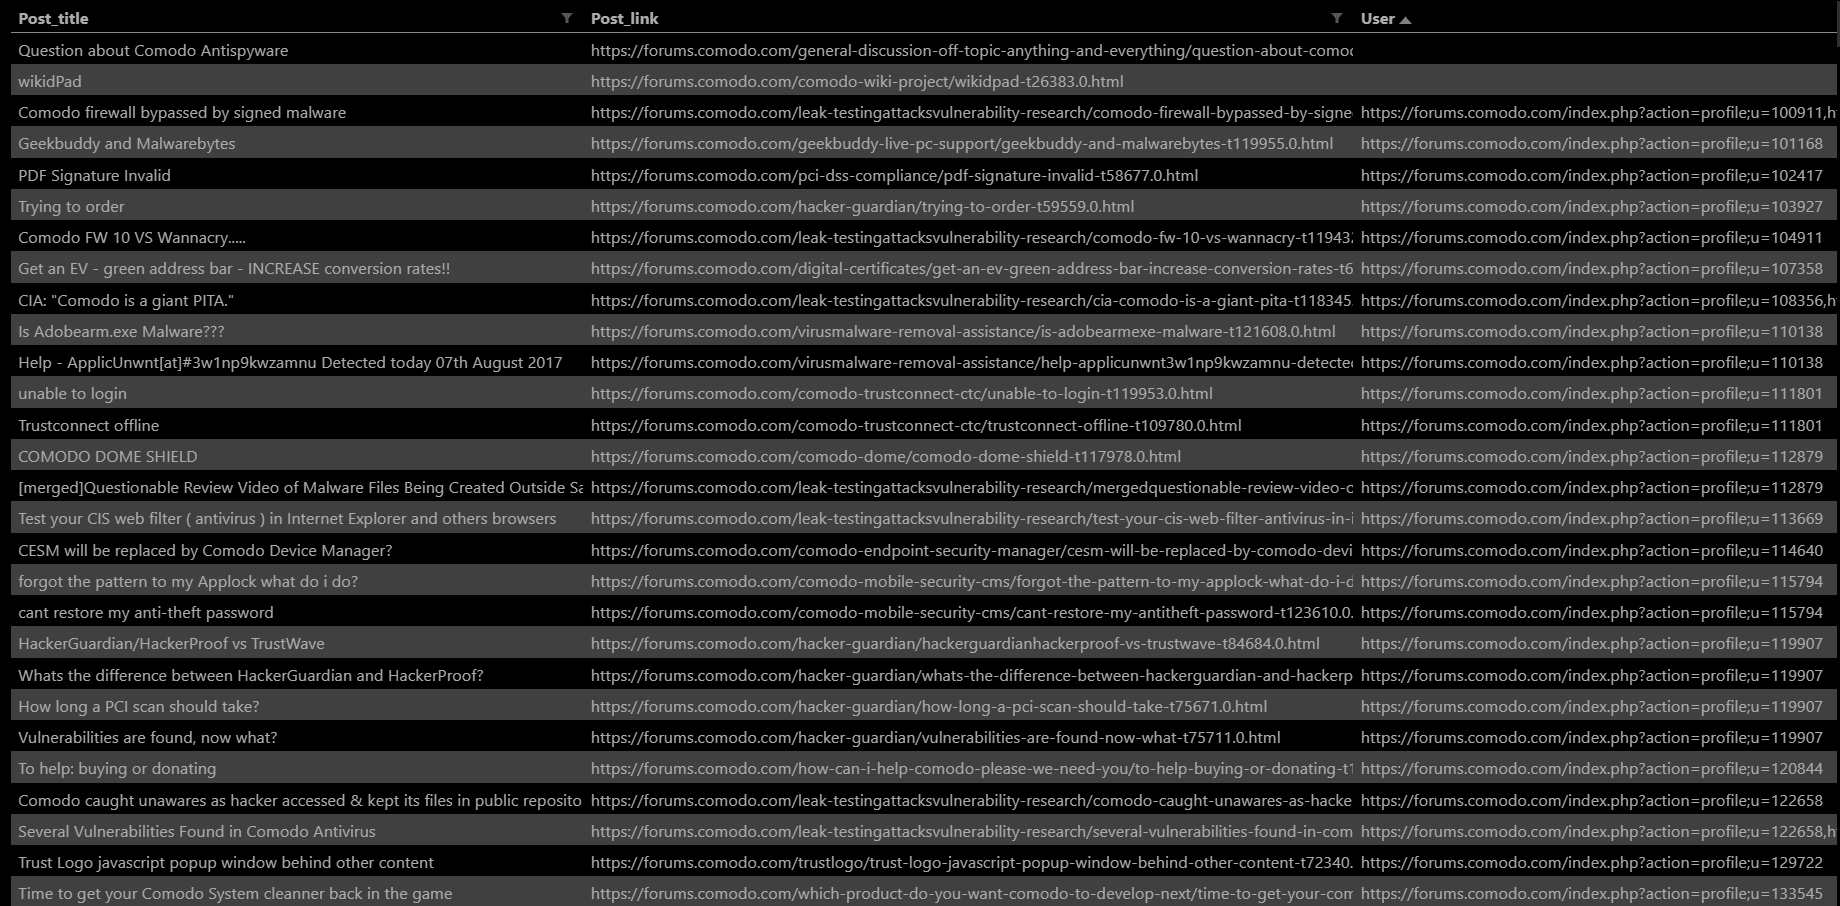 Post_title Post_link User
Question about Comodo Antispyware https://forums.comodo.com/general-discussion-off-topic-anything-and-everything/question-about-comoc
wikidPad https://forums.comodo.com/comodo-wiki-project/wikidpad-t26383.0.html
Comodo firewall bypassed by signed malware https://forums.comodo.com/leak-testingattacksvulnerability-research/comodo-firewall-bypassed-by-signe https://forums.comodo.com/index.php?action=profile;u=100911,h
Geekbuddy and Malwarebytes https://forums.comodo.com/geekbuddy-live-pc-support/geekbuddy-and-malwarebytes-t119955.0.html https://forums.comodo.com/index.php?action=profile;u=101168
PDF Signature Invalid https://forums.comodo.com/pci-dss-compliance/pdf-signature-invalid-t58677.0.html https://forums.comodo.com/index.php?action=profile;u=102417
Trying to order https://forums.comodo.com/hacker-guardian/trying-to-order-t59559.0.html https://forums.comodo.com/index.php?action=profile;u=103927
Comodo FW 10 VS Wannacry..... https://forums.comodo.com/leak-testingattacksvulnerability-research/comodo-fw-10-vs-wannacry-t11943 https://forums.comodo.com/index.php?action=profile;u=104911
Get an EV - green address bar - INCREASE conversion rates!! https://forums.comodo.com/digital-certificates/get-an-ev-green-address-bar-increase-conversion-rates-t6 https://forums.comodo.com/index.php?action=profile;u=107358
CIA: "Comodo is a giant PITA." https://forums.comodo.com/leak-testingattacksvulnerability-research/cia-comodo-is-a-giant-pita-t118345. https://forums.comodo.com/index.php?action=profile;u=108356,h
Is Adobearm.exe Malware??? https://forums.comodo.com/virusmalware-removal-assistance/is-adobearmexe-malware-t121608.0.html https://forums.comodo.com/index.php?action=profile;u=110138
Help - ApplicUnwnt[at]#3w1np9kwzamnu Detected today 07th August 2017 https://forums.comodo.com/virusmalware-removal-assistance/help-applicunwnt3w1np9kwzamnu-detected https://forums.comodo.com/index.php?action=profile;u=110138
unable to login https://forums.comodo.com/comodo-trustconnect-ctc/unable-to-login-t119953.0.html https://forums.comodo.com/index.php?action=profile;u=111801
Trustconnect offline https://forums.comodo.com/comodo-trustconnect-ctc/trustconnect-offline-t109780.0.html https://forums.comodo.com/index.php?action=profile;u=111801
COMODO DOME SHIELD https://forums.comodo.com/comodo-dome/comodo-dome-shield-t117978.0.html https://forums.comodo.com/index.php?action=profile;u=112879
[merged]Questionable Review Video of Malware Files Being Created Outside Sa https://forums.comodo.com/leak-testingattacksvulnerability-research/mergedquestionable-review-video-o https://forums.comodo.com/index.php?action=profile;u=112879
Test your CIS web filter ( antivirus ) in Internet Explorer and others browsers https://forums.comodo.com/leak-testingattacksvulnerability-research/test-your-cis-web-filter-antivirus-in-i https://forums.comodo.com/index.php?action=profile;u=113669
CESM will be replaced by Comodo Device Manager? https://forums.comodo.com/comodo-endpoint-security-manager/cesm-will-be-replaced-by-comodo-devi https://forums.comodo.com/index.php?action=profile;u=114640
forgot the pattern to my Applock what do i do? https://forums.comodo.com/comodo-mobile-security-cms/forgot-the-pattern-to-my-applock-what-do-i-d https://forums.comodo.com/index.php?action=profile;u=115794
cant restore my anti-theft password https://forums.comodo.com/comodo-mobile-security-cms/cant-restore-my-antitheft-password-t123610.0. https://forums.comodo.com/index.php?action=profile;u=115794
HackerGuardian/HackerProof vs TrustWave https://forums.comodo.com/hacker-guardian/hackerguardianhackerproof-vs-trustwave-t84684.0.html https://forums.comodo.com/index.php?action=profile;u=119907
Whats the difference between HackerGuardian and HackerProof? https://forums.comodo.com/hacker-guardian/whats-the-difference-between-hackerguardian-and-hackerp https://forums.comodo.com/index.php?action=profile;u=119907
How long a PCI scan should take? https://forums.comodo.com/hacker-guardian/how-long-a-pci-scan-should-take-t75671.0.html https://forums.comodo.com/index.php?action=profile;u=119907
Vulnerabilities are found, now what? https://forums.comodo.com/hacker-guardian/vulnerabilities-are-found-now-what-t75711.0.html https://forums.comodo.com/index.php?action=profile;u=119907
To help: buying or donating https://forums.comodo.com/how-can-i-help-comodo-please-we-need-you/to-help-buying-or-donating-t1 https://forums.comodo.com/index.php?action=profile;u=120844
Comodo caught unawares as hacker accessed & kept its files in public reposito https://forums.comodo.com/leak-testingattacksvulnerability-research/comodo-caught-unawares-as-hacke https://forums.comodo.com/index.php?action=profile;u=122658
Several Vulnerabilities Found in Comodo Antivirus https://forums.comodo.com/leak-testingattacksvulnerability-research/several-vulnerabilities-found-in-com https://forums.comodo.com/index.php?action=profile;u=122658,h
Trust Logo javascript popup window behind other content https://forums.comodo.com/trustlogo/trust-logo-javascript-popup-window-behind-other-content-t72340. https://forums.comodo.com/index.php?action=profile;u=129722
Time to get your Comodo System cleanner back in the game https://forums.comodo.com/which-product-do-you-want-comodo-to-develop-next/time-to-get-your-com https://forums.comodo.com/index.php?action=profile;u=133545